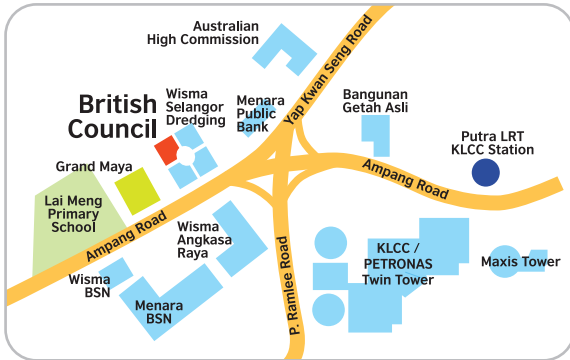 Australian
High Commission
Yap Kwan Seng Road
British
Council
Wisma
Selangor
Dredging
Menara
Public
Bank
Bangunan
Getah Asli
Putra LRT
KLCC Station
Grand Maya
Ampang Road
Lai Meng
Primary
School
Ampang Road
Wisma
Angkasa
Raya
KLCC /
PETRONAS
Twin Tower
Maxis Tower
Wisma
BSN
Menara
BSN
P. Ramlee Road